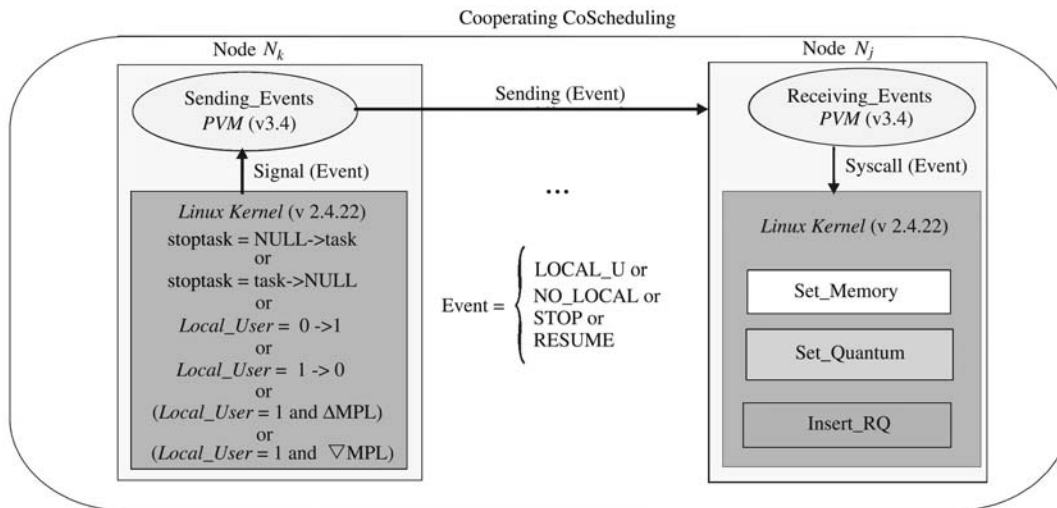 Cooperating CoScheduling
Node N_k
Sending_Events
PVM (v3.4)
Signal (Event)
Linux Kernel (v 2.4.22)
stoptask = NULL->task
or
stoptask = task->NULL
or
Local_User = 0 ->1
or
Local_User = 1 -> 0
or
(Local_User = 1 and ΔMPL)
or
(Local_User = 1 and ▽MPL)
Sending (Event)
...
Event =
LOCAL_U or
NO_LOCAL or
STOP or
RESUME
Node N_j
Receiving_Events
PVM (v3.4)
Syscall (Event)
Linux Kernel (v 2.4.22)
Set_Memory
Set_Quantum
Insert_RQ